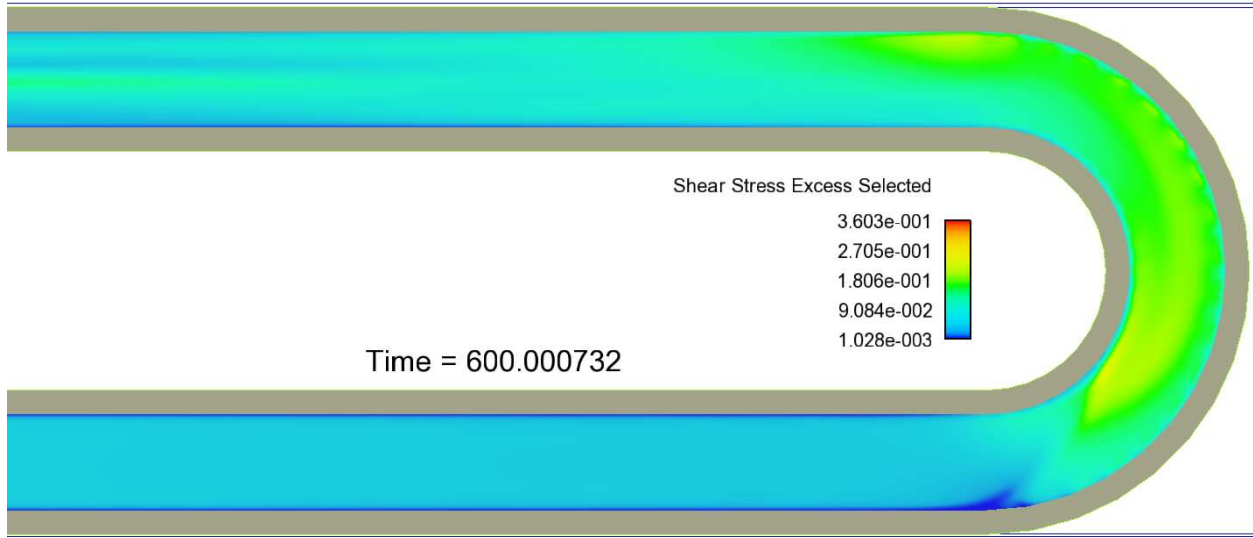 Shear Stress Excess Selected
3.603e-001
2.705e-001
1.806e-001
9.084e-002
1.028e-003
Time = 600.000732